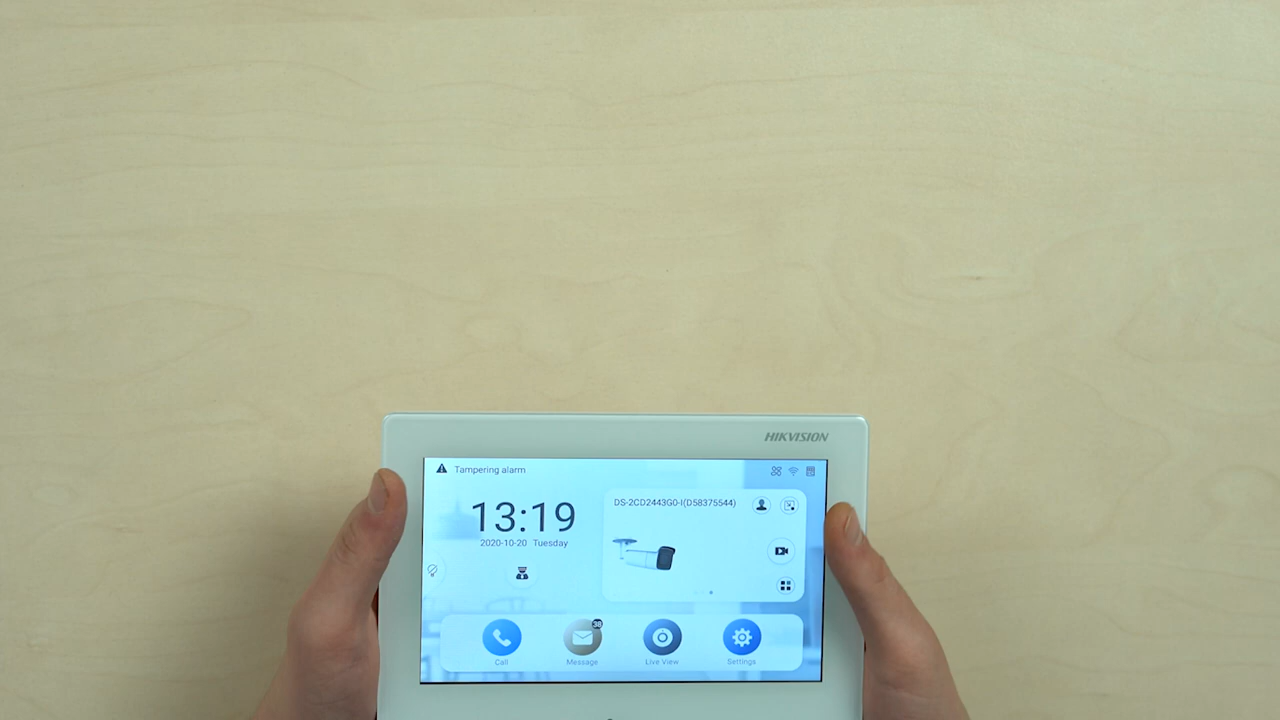 HIKVISION
Tampering alarm
13:19
2020-10-20 Tuesday
DS-2CD2443G0-I(D58375544)
38
Call
Message
Live View
Settings